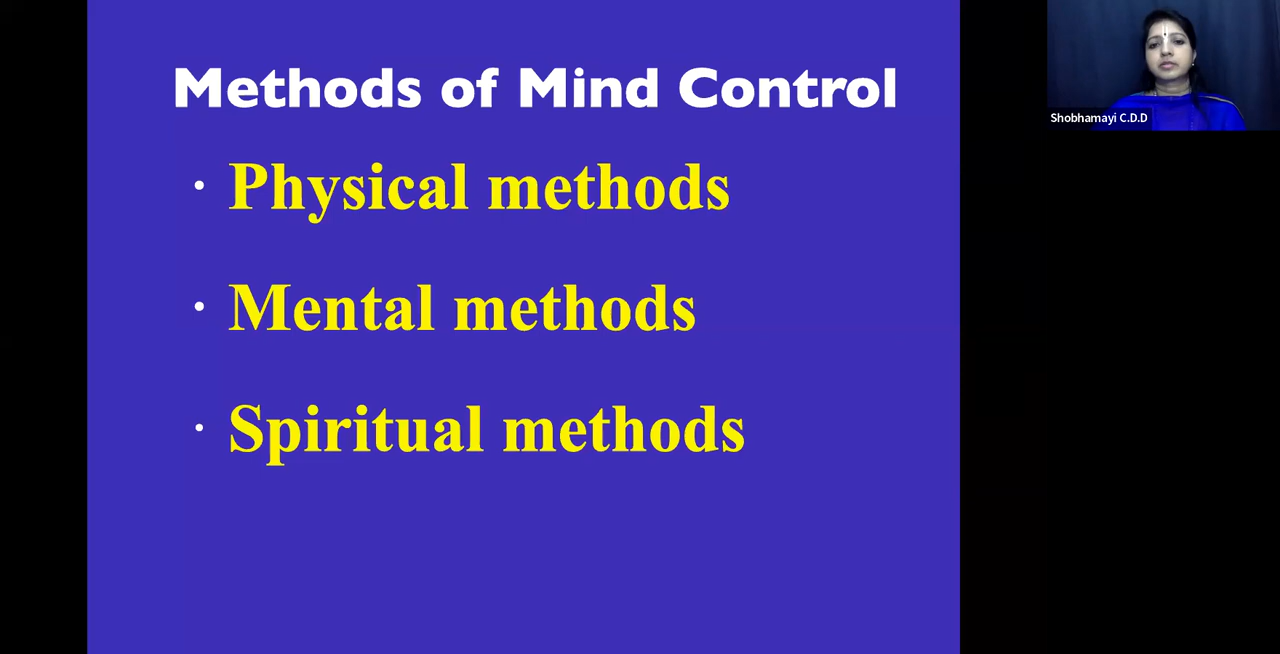 Methods of Mind Control
• Physical methods
• Mental methods
• Spiritual methods
Shobhamayi C.D.D